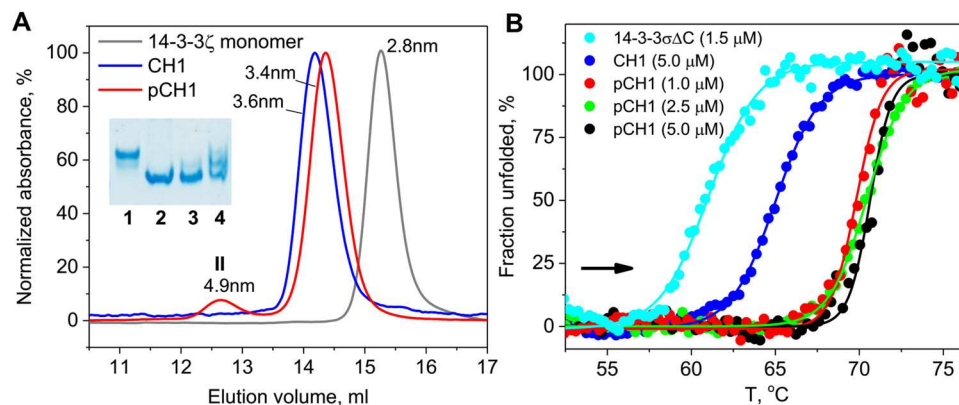 A
14-3-3ζ monomer
CH1
pCH1
2.8nm
3.4nm
3.6nm
1 2 3 4
II
4.9nm
100
80
60
40
20
0
11 12 13 14 15 16 17
Elution volume, ml
Normalized absorbance, %
B
14-3-3σΔC (1.5 μM)
CH1 (5.0 μM)
pCH1 (1.0 μM)
pCH1 (2.5 μM)
pCH1 (5.0 μM)
100
75
50
25
0
55 60 65 70 75
T, °C
Fraction unfolded, %